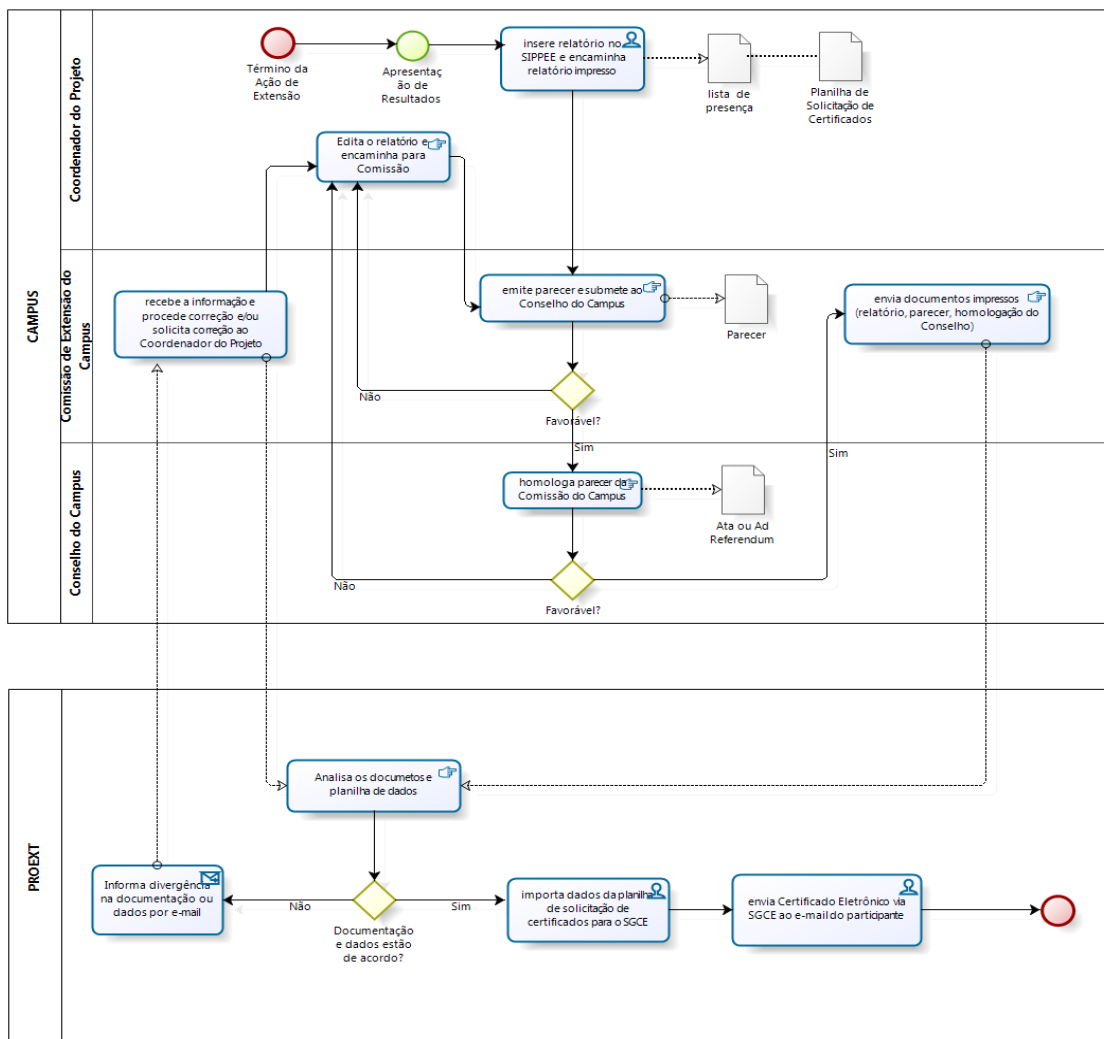 CAMPUS
Coordenador do Projeto
Término da
Ação de
Extensão
Apresentaç
ão de
Resultados
insere relatório no
SIPPEE e encaminha
relatório impresso
lista de
presença
Planilha de
Solicitação de
Certificados
Edita o relatório e
encaminha para
Comissão
Comissão de Extensão do
Campus
recebe a informação e
procede correção e/ou
solicita correção ao
Coordenador do Projeto
emite parecer e submete ao
Conselho do Campus
Parecer
envia documentos impressos
(relatório, parecer, homologação do
Conselho)
Não
Favorável?
Sim
Sim
Conselho do Campus
homologa parecer da
Comissão do Campus
Ata ou Ad
Referendum
Não
Favorável?
PROEXT
Analisa os documetos e
planilha de dados
Informa divergência
na documentação ou
dados por e-mail
Não
Sim
Documentação
e dados estão
de acordo?
importa dados da planilha
de solicitação de
certificados para o SGCE
envia Certificado Eletrônico via
SGCE ao e-mail do participante